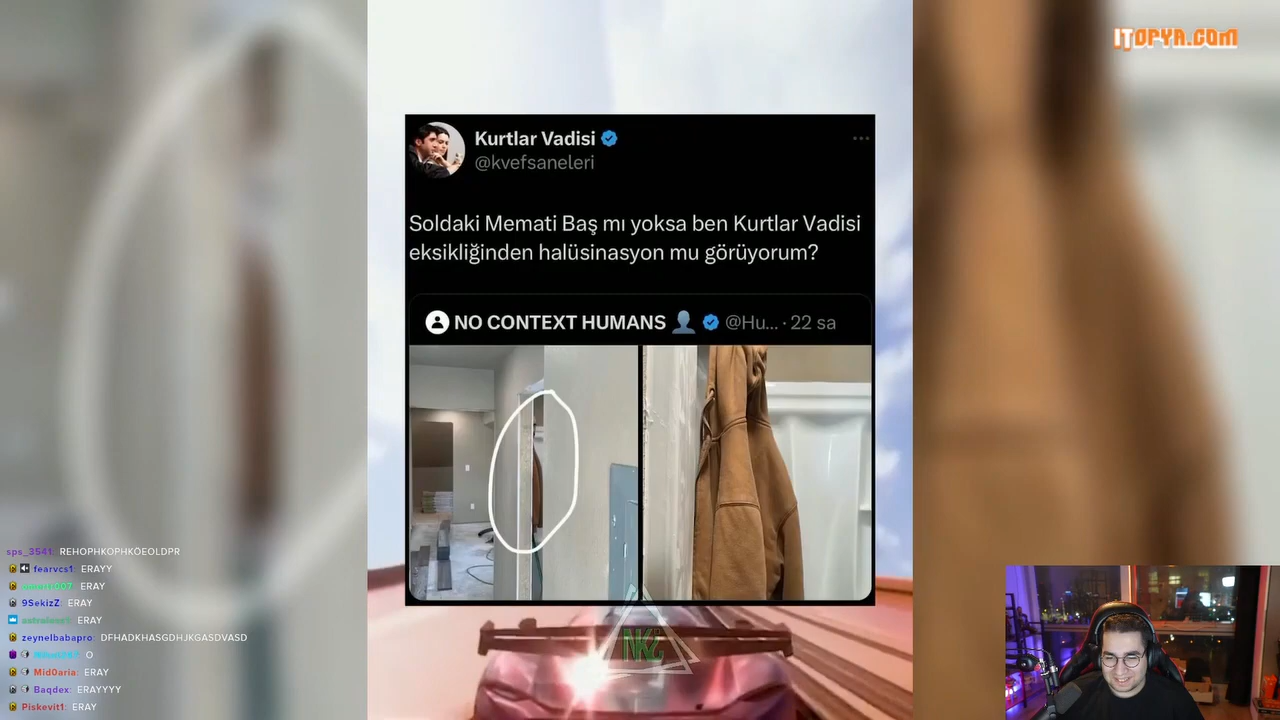 ITOPYA.COM
Kurtlar Vadisi
@kvefsaneleri
Soldaki Memati Baş mı yoksa ben Kurtlar Vadisi
eksikliğinden halüsinasyon mu görüyorum?
NO CONTEXT HUMANS @Hu... · 22 sa
NKE
sps_3541: REHOPHKOPHKÖEOLDPR
fearvcs1: ERAYY
ERAY
9SekizZ: ERAY
ERAY
zeynelbabapro: DFHADKHASGDHJKGASDVASD
O
Mid0aria: ERAY
Baqdex: ERAYYYY
Piskevit1: ERAY